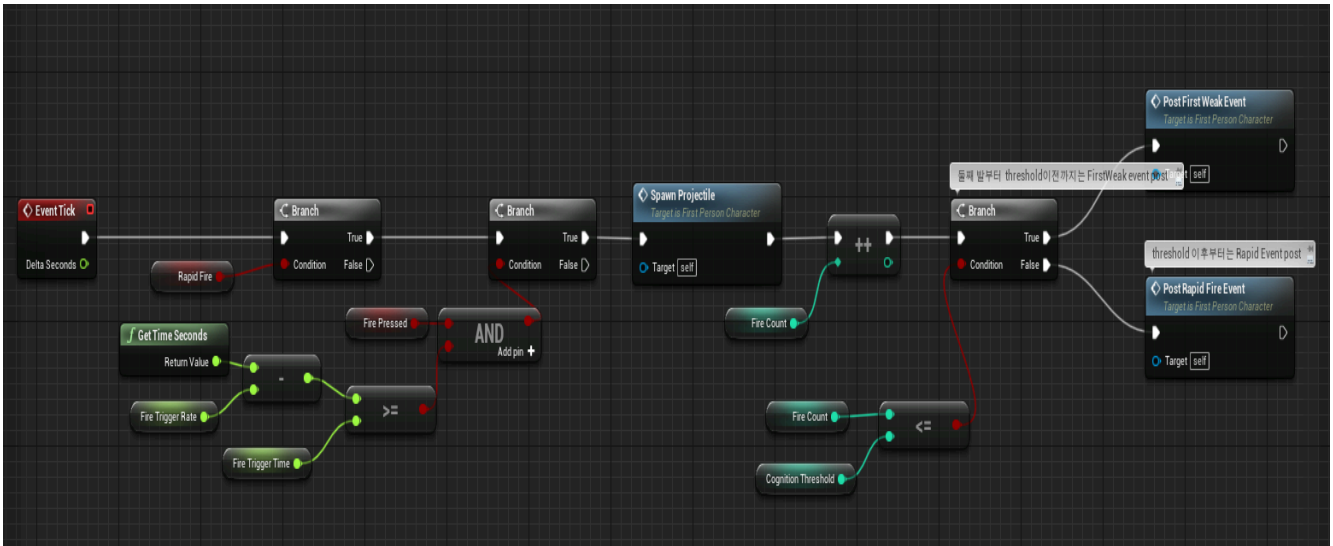 Event Tick
Delta Seconds
Rapid Fire
Branch
True
Condition
False
Get Time Seconds
Return Value
-
Fire Trigger Rate
>=
Fire Trigger Time
Fire Pressed
AND
Add pin +
Branch
True
Condition
False
Spawn Projectile
Target is First Person Character
Target self
++
Fire Count
Fire Count
<=
Cognition Threshold
둘째 발부터 threshold이전까지는 FirstWeak event post
Branch
True
Condition
False
Post First Weak Event
Target is First Person Character
self
threshold 이후부터는 Rapid Event post
Post Rapid Fire Event
Target is First Person Character
Target self